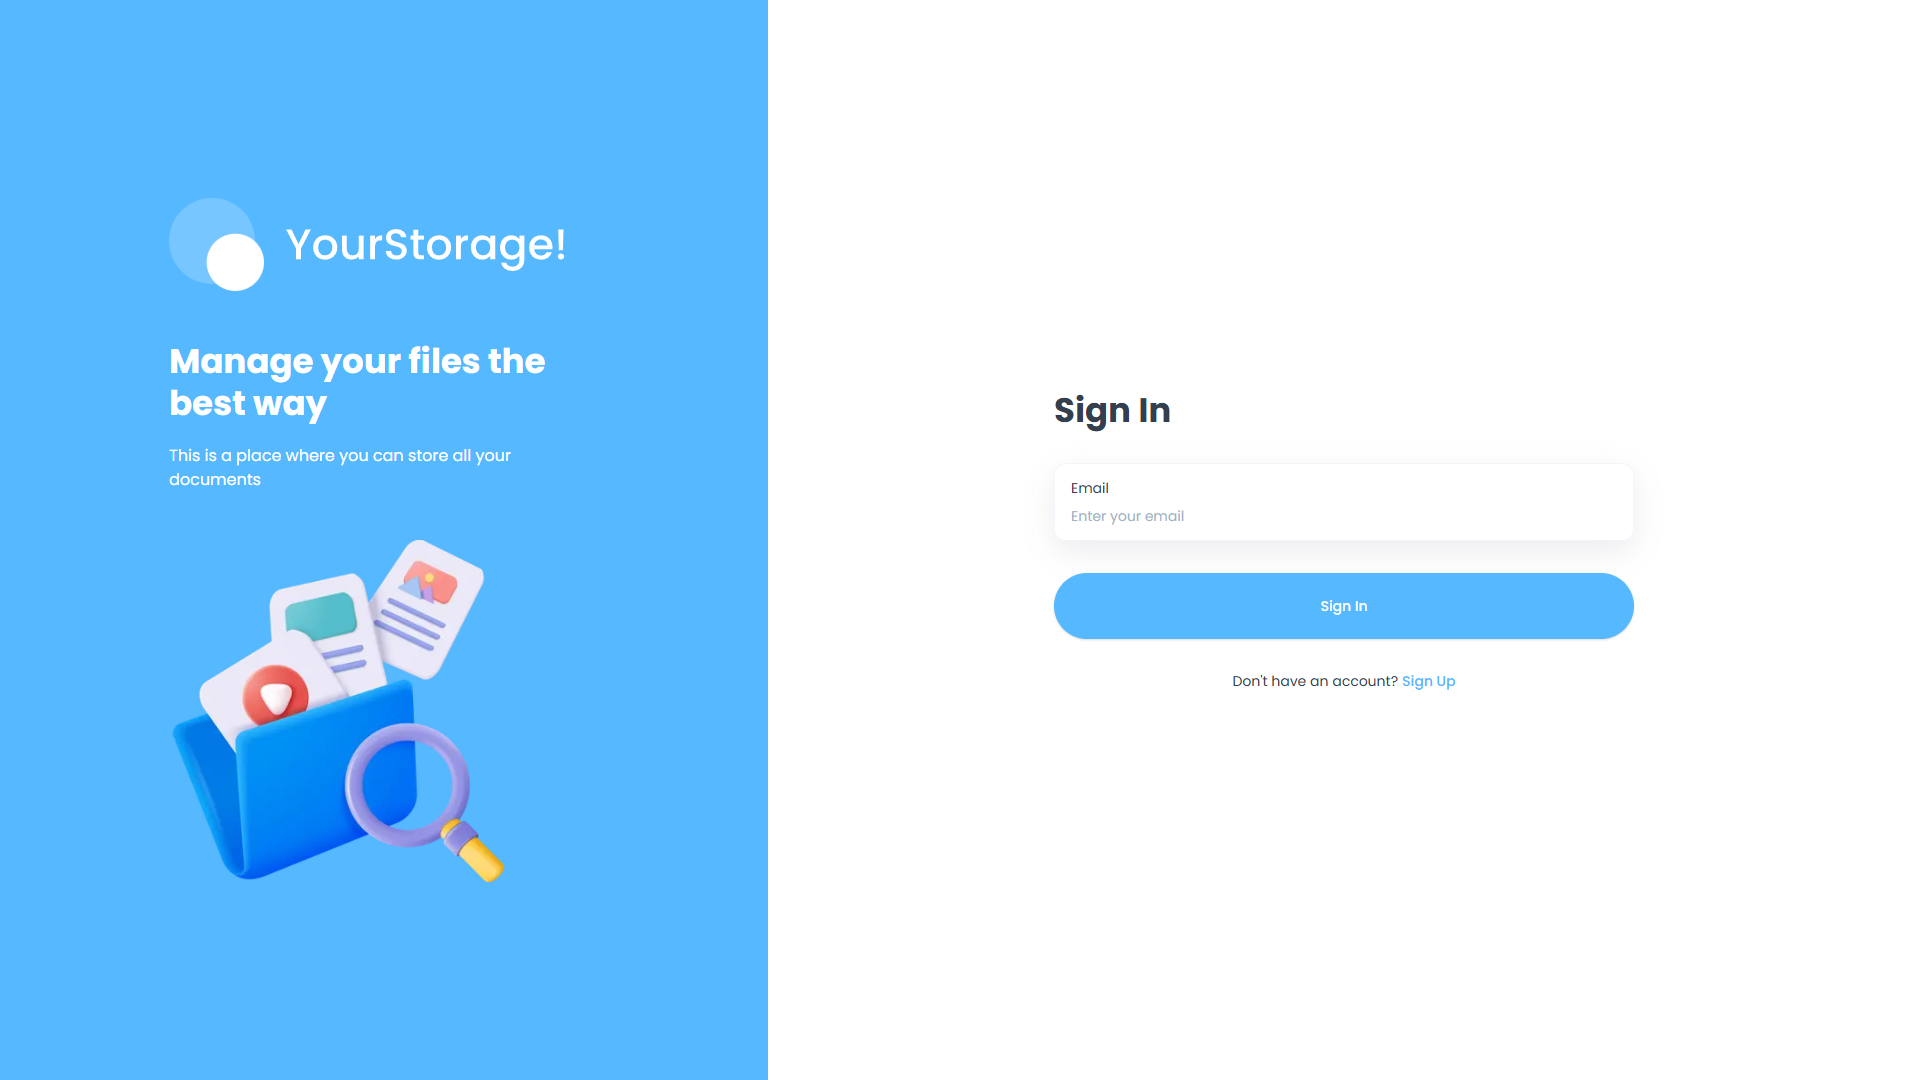 YourStorage!
Manage your files the
best way
This is a place where you can store all your
documents
Sign In
Email
Enter your email
Sign In
Don't have an account? Sign Up